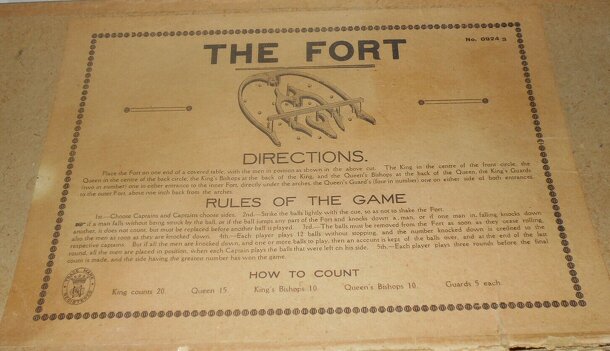 THE FORT
No. 0924 3
DIRECTIONS.
Place the Fort on one end of a covered table, with the men in position as shown in the above cut. The King in the centre of the front circle, the
Queen in the centre of the back circle, the King's Bishops at the back of the King, and the Queen's Bishops at the back of the Queen, the King's Guards
(two in number) one in either entrance to the inner Fort, directly under the arches, the Queen's Guards (four in number) one on either side of both entrances
to the outer Fort, above nine inch back from the arches.
RULES OF THE GAME
1st.—Choose Captains and Captains choose sides. 2nd.—Strike the balls lightly with the cue, so as not to shake the Fort.
if a man falls without being struck by the ball, or if the ball jumps any part of the Fort and knocks down a man, or if one man in falling knocks down
another, it does not count, but must be replaced before another ball is played. 3rd.—The balls must be removed from the Fort as soon as they cease rolling
also the men as soon as they are knocked down. 4th.—Each player plays 12 balls without stopping, and the number knocked down is credited to the
respective captains. But if all the men are knocked down, and one or more balls to play, then an account is kept of the balls over, and at the end of the last
round, all the men are placed in position, when each Captain plays the balls that were left on his side. 5th.—Each player plays three rounds before the final
count is made, and the side having the greater number has won the game.
HOW TO COUNT
King counts 20. Queen 15. King's Bishops 10. Queen's Bishops 10. Guards 5 each.
TRADE MARK
REGISTERED